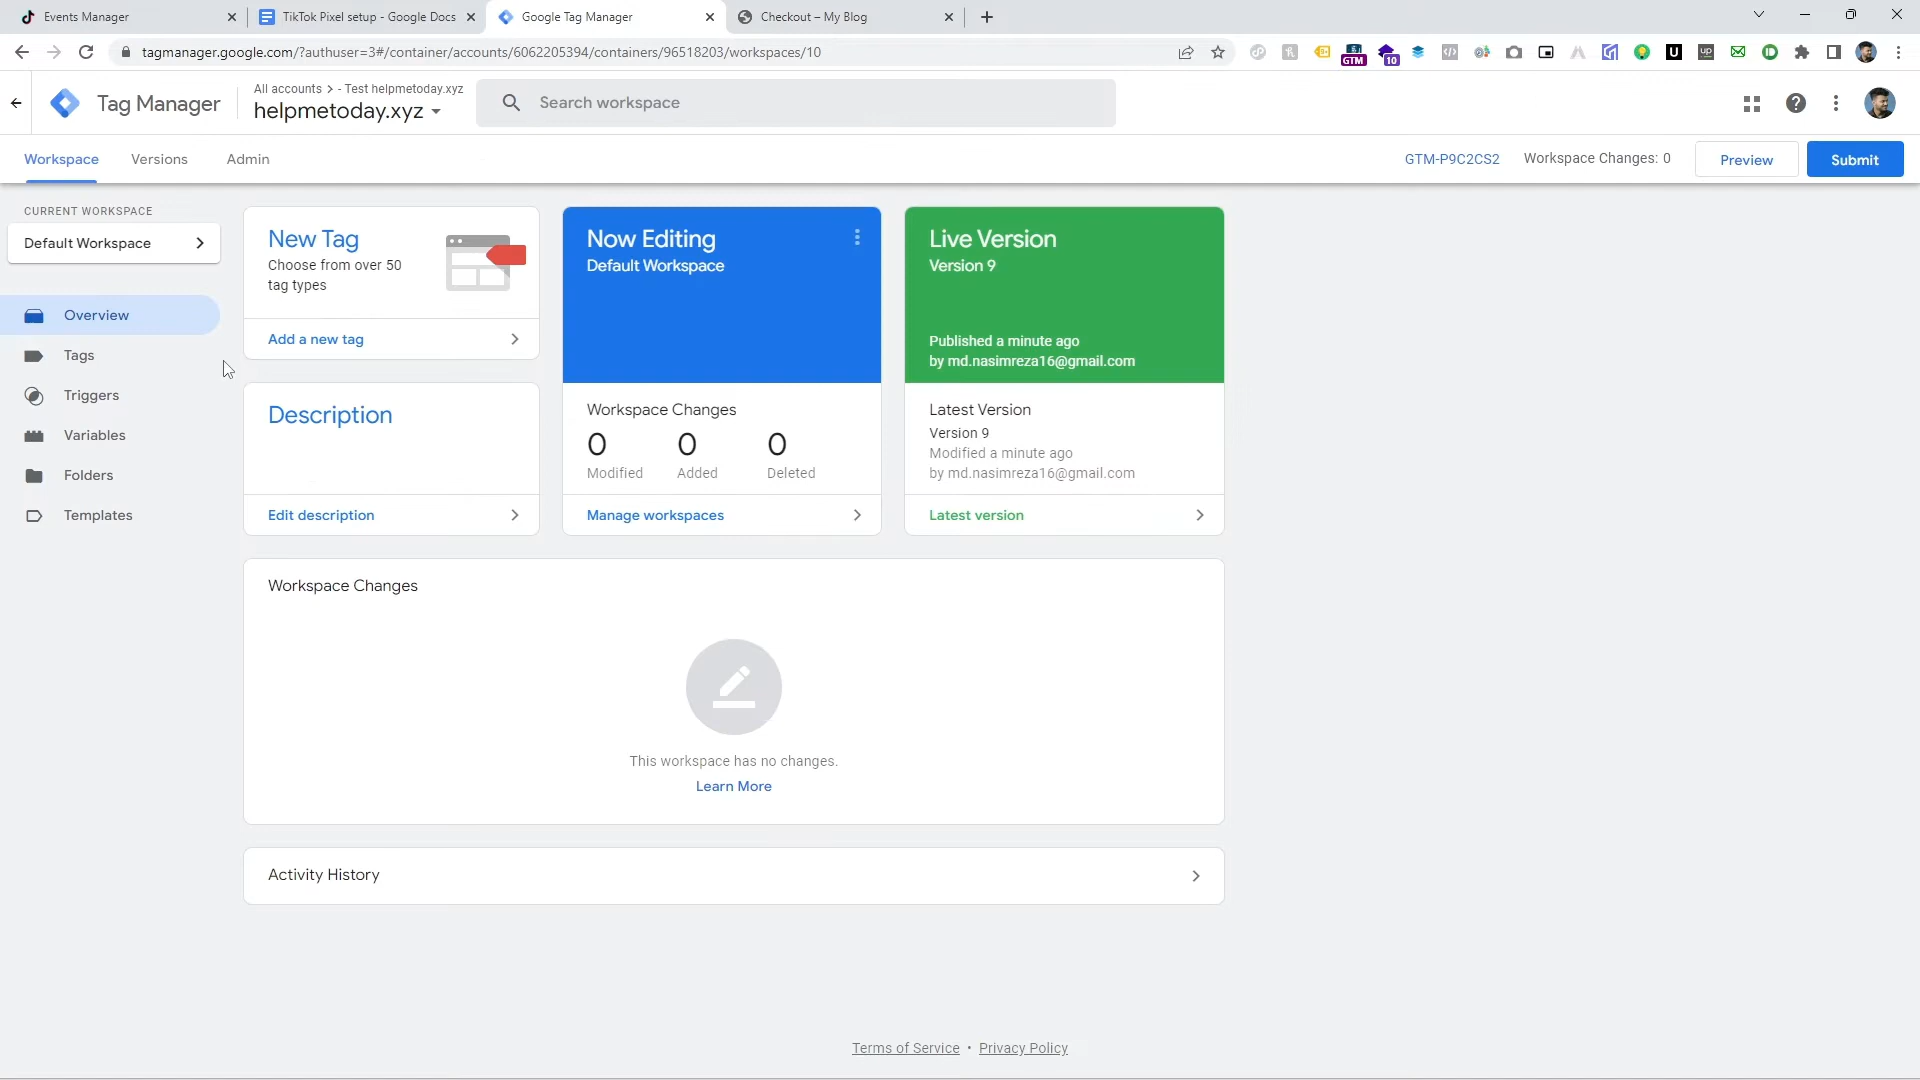 Events Manager
TikTok Pixel setup - Google Docs
Google Tag Manager
Checkout – My Blog
tagmanager.google.com/?authuser=3#/container/accounts/6062205394/containers/96518203/workspaces/10
GTM
10
U
up
Tag Manager
All accounts > - Test helpmetoday.xyz
helpmetoday.xyz
Search workspace
Workspace
Versions
Admin
GTM-P9C2CS2
Workspace Changes: 0
Preview
Submit
CURRENT WORKSPACE
Default Workspace
Overview
Tags
Triggers
Variables
Folders
Templates
New Tag
Choose from over 50
tag types
Add a new tag
Description
Edit description
Now Editing
Default Workspace
Workspace Changes
0 0 0
Modified Added Deleted
Manage workspaces
Live Version
Version 9
Published a minute ago
by md.nasimreza16@gmail.com
Latest Version
Version 9
Modified a minute ago
by md.nasimreza16@gmail.com
Latest version
Workspace Changes
This workspace has no changes.
Learn More
Activity History
Terms of Service • Privacy Policy